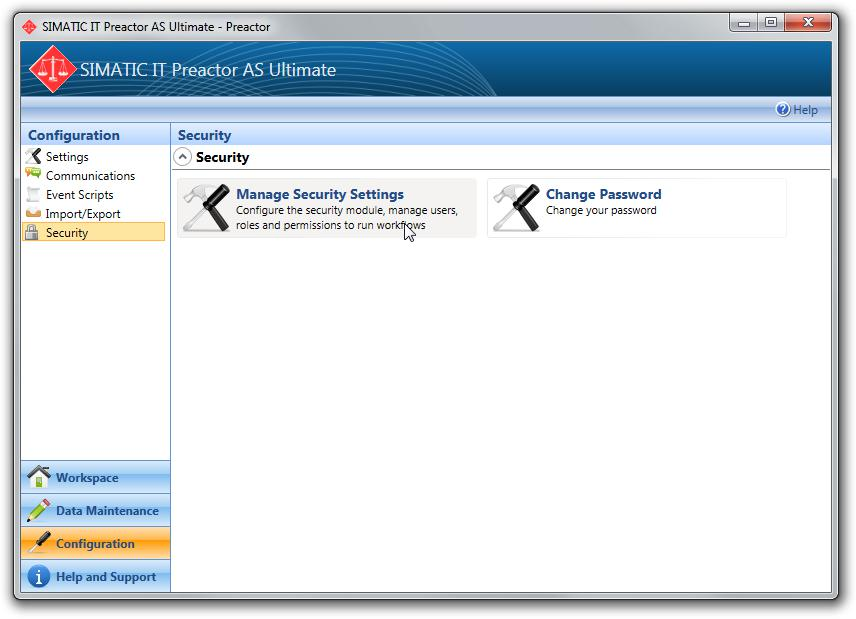 SIMATIC IT Preactor AS Ultimate - Preactor
SIMATIC IT Preactor AS Ultimate
Help
Configuration
Settings
Communications
Event Scripts
Import/Export
Security
Workspace
Data Maintenance
Configuration
Help and Support
Security
Security
Manage Security Settings
Configure the security module, manage users,
roles and permissions to run workflows
Change Password
Change your password